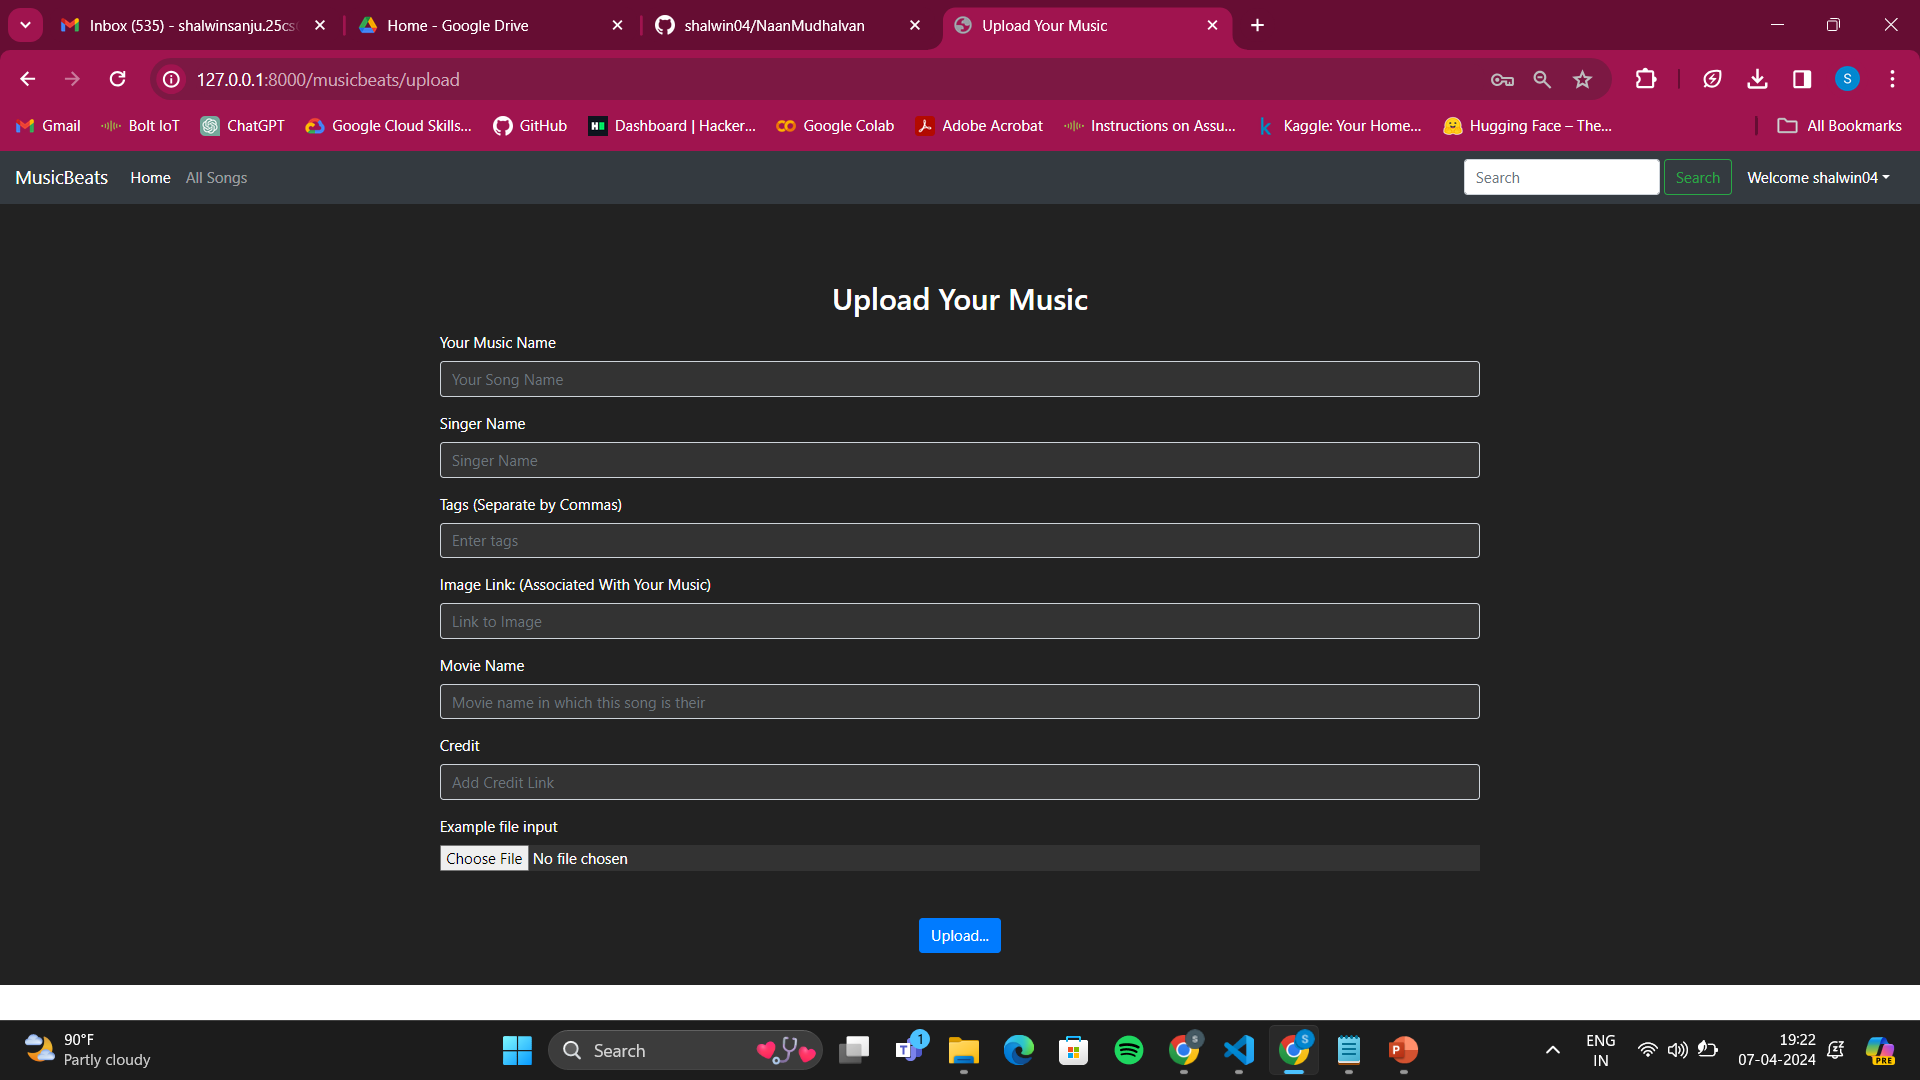 Inbox (535) - shalwinsanju.25cs
Home - Google Drive
shalwin04/NaanMudhalvan
Upload Your Music
127.0.0.1:8000/musicbeats/upload
S
Gmail
Bolt IoT
ChatGPT
Google Cloud Skills...
GitHub
Dashboard | Hacker...
Google Colab
Adobe Acrobat
Instructions on Assu...
Kaggle: Your Home...
Hugging Face – The...
All Bookmarks
MusicBeats
Home
All Songs
Search
Search
Welcome shalwin04
Upload Your Music
Your Music Name
Your Song Name
Singer Name
Singer Name
Tags (Separate by Commas)
Enter tags
Image Link: (Associated With Your Music)
Link to Image
Movie Name
Movie name in which this song is their
Credit
Add Credit Link
Example file input
Choose File No file chosen
Upload...
90°F
Partly cloudy
Search
1
ENG
IN
19:22
07-04-2024
PRE